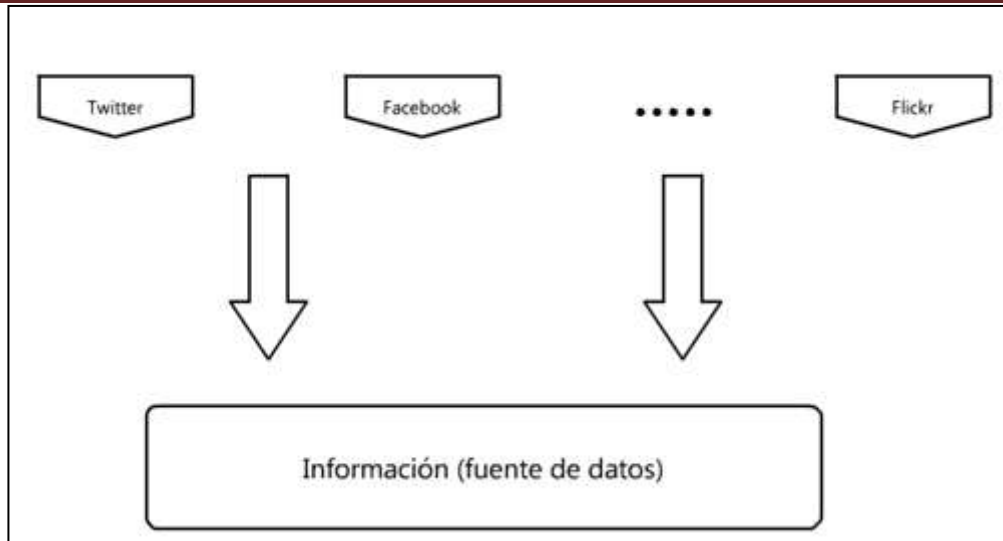 Twitter
Facebook
.....
Flickr
Información (fuente de datos)